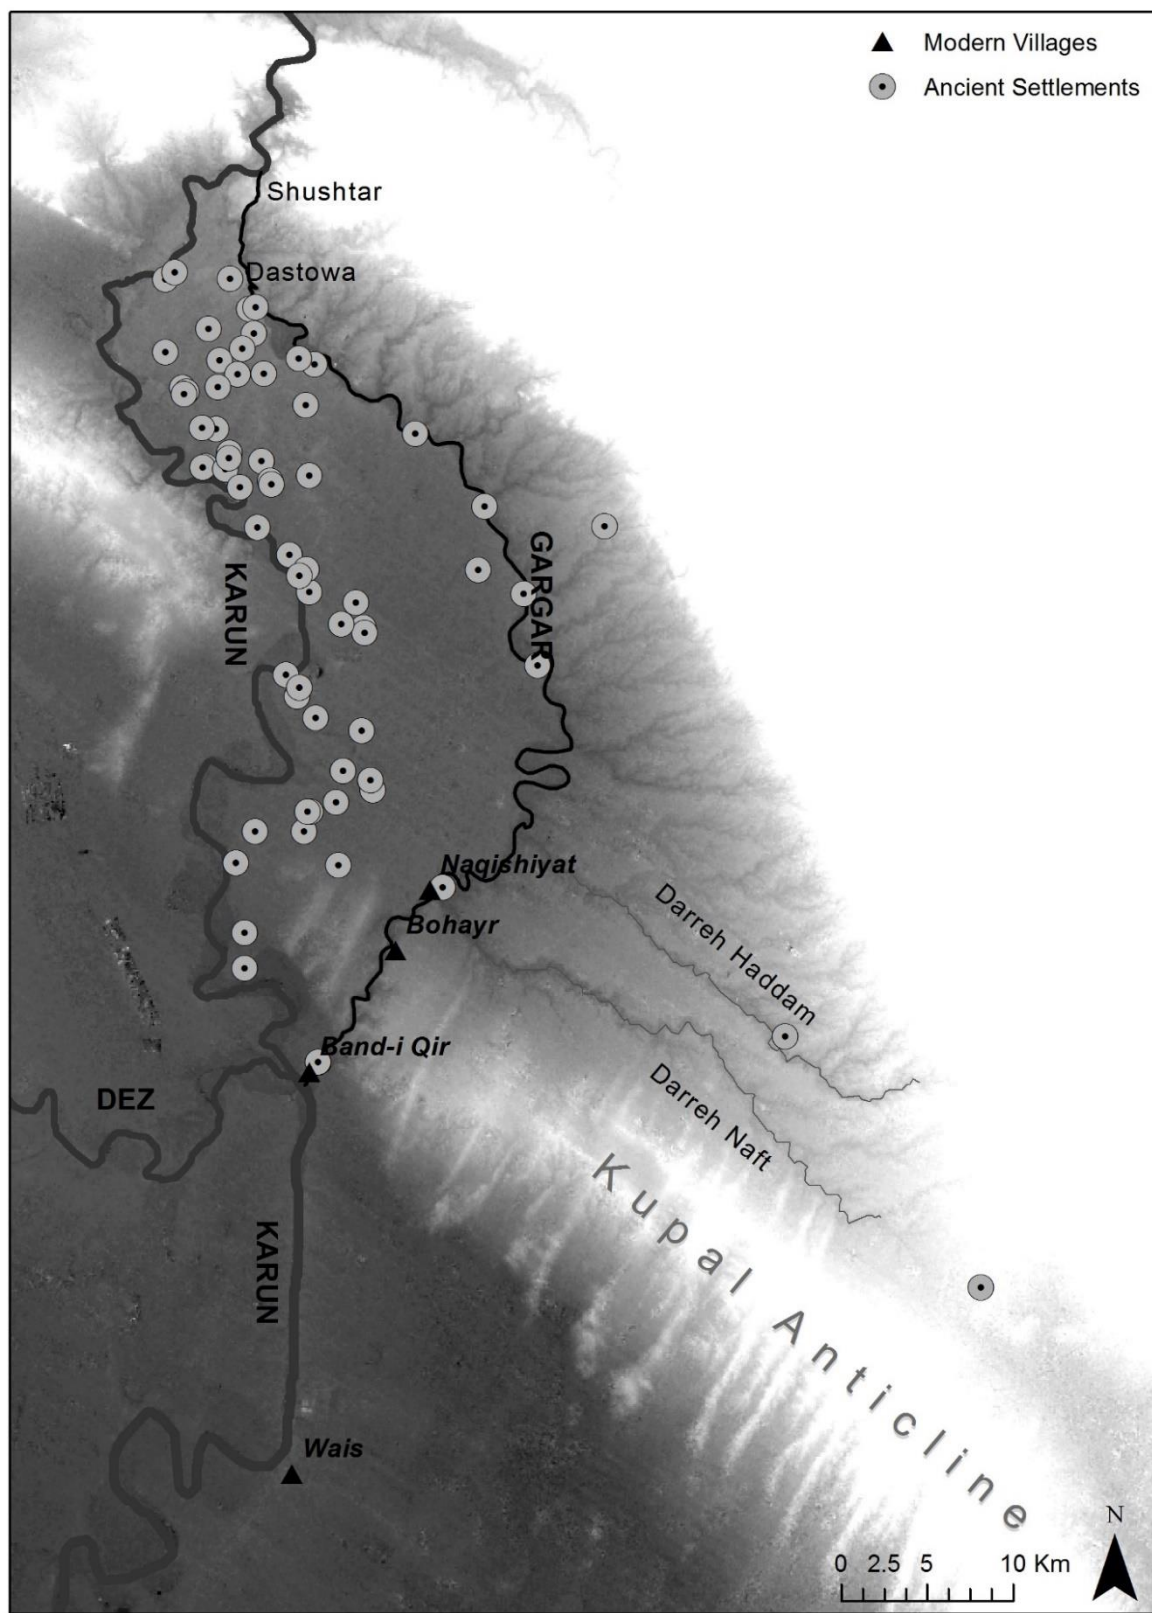 Modern Villages
Ancient Settlements
Shushtar
Dastowa
GARGAR
KARUN
Naqishiyat
Bohayr
Darreh Haddam
Band-i Qir
DEZ
Darreh Naft
Kupal Anticline
KARUN
Wais
N
0 2.5 5 10 Km